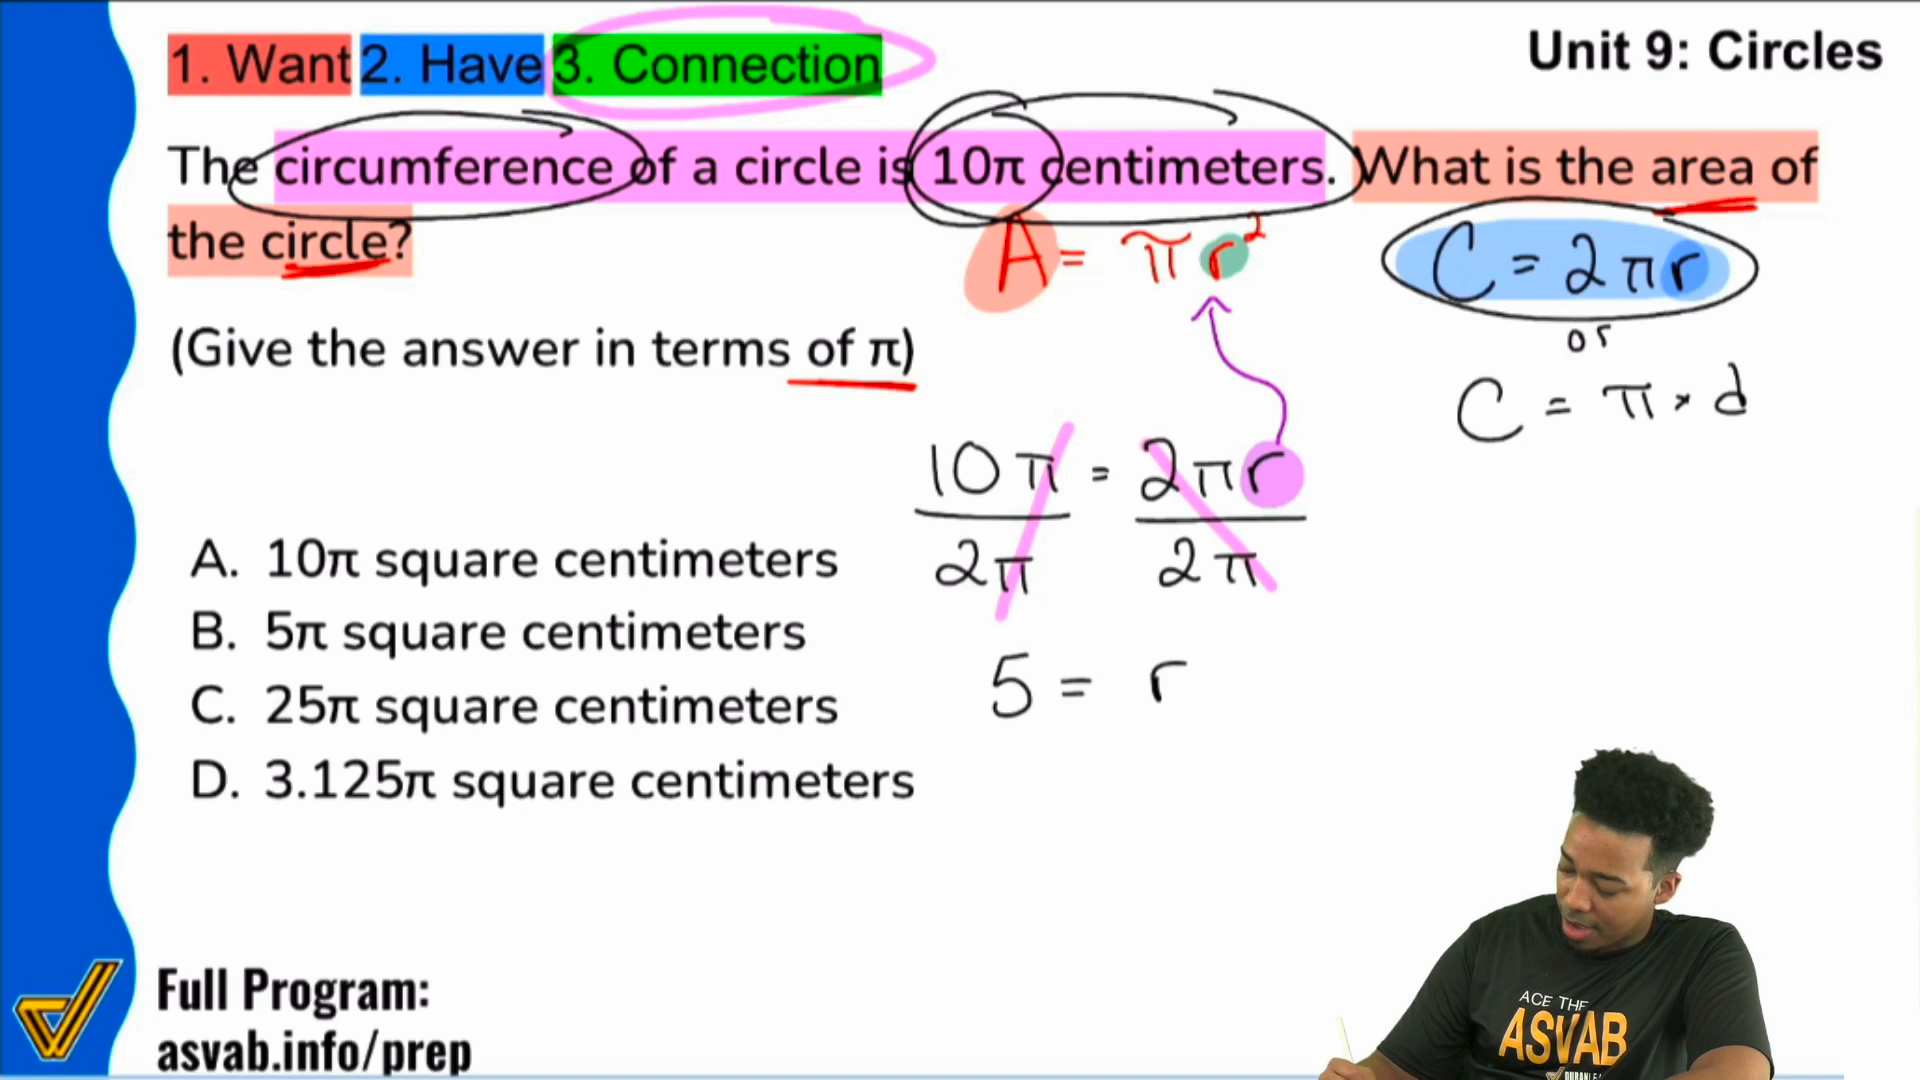 1. Want 2. Have 3. Connection
Unit 9: Circles
The circumference of a circle is 10π centimeters. What is the area of
the circle?
A = πr²
C = 2πr
or
C = π × d
(Give the answer in terms of π)
10π = 2πr
2π 2π
5 = r
A. 10π square centimeters
B. 5π square centimeters
C. 25π square centimeters
D. 3.125π square centimeters
Full Program:
asvab.info/prep
ACE THE
ASVAB